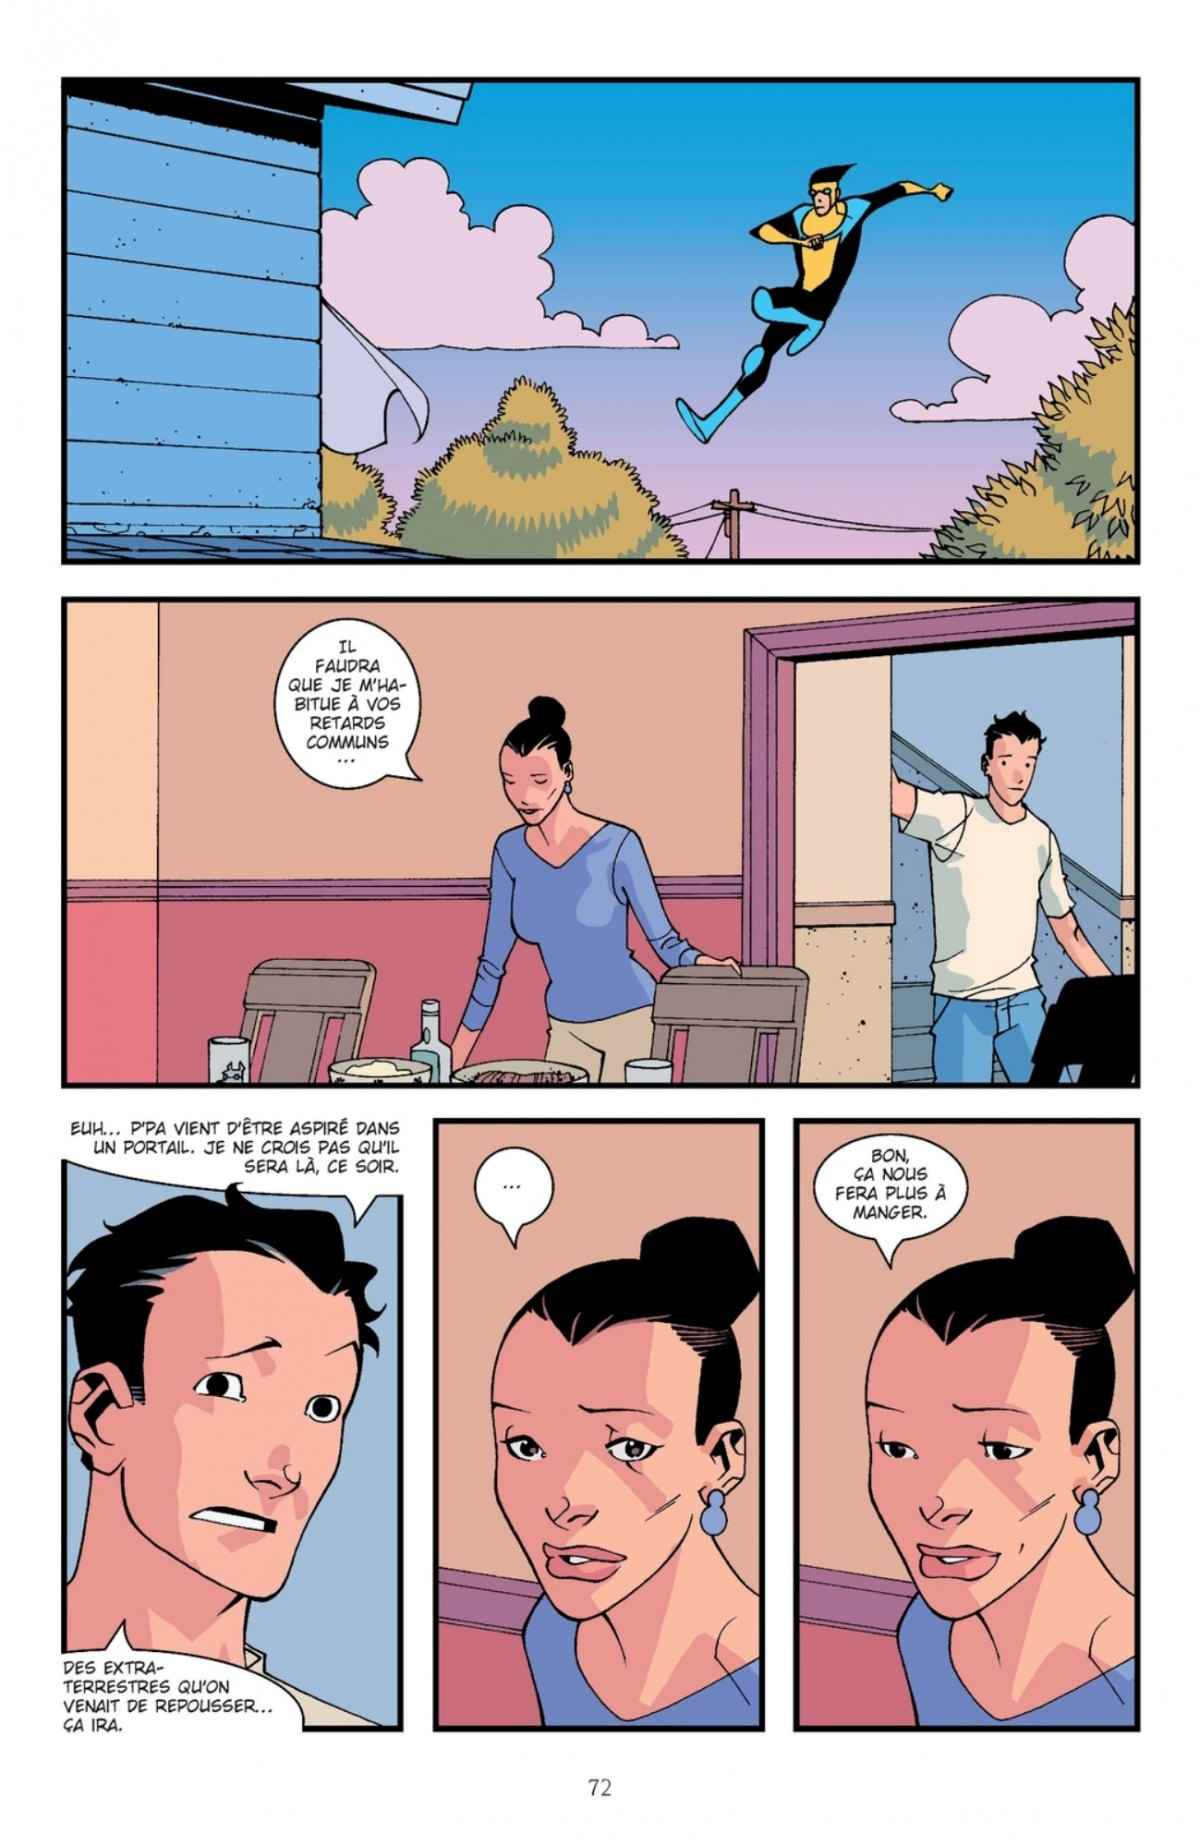 IL
FAUDRA
QUE JE M'HA-
BITUE À VOS
RETARDS
COMMUNS
...
EUH... P'PA VIENT D'ÊTRE ASPIRÉ DANS
UN PORTAIL. JE NE CROIS PAS QU'IL
SERA LÀ, CE SOIR.
DES EXTRA-
TERRESTRES QU'ON
VENAIT DE REPOUSSER...
ÇA IRA.
...
BON,
ÇA NOUS
FERA PLUS À
MANGER.
72